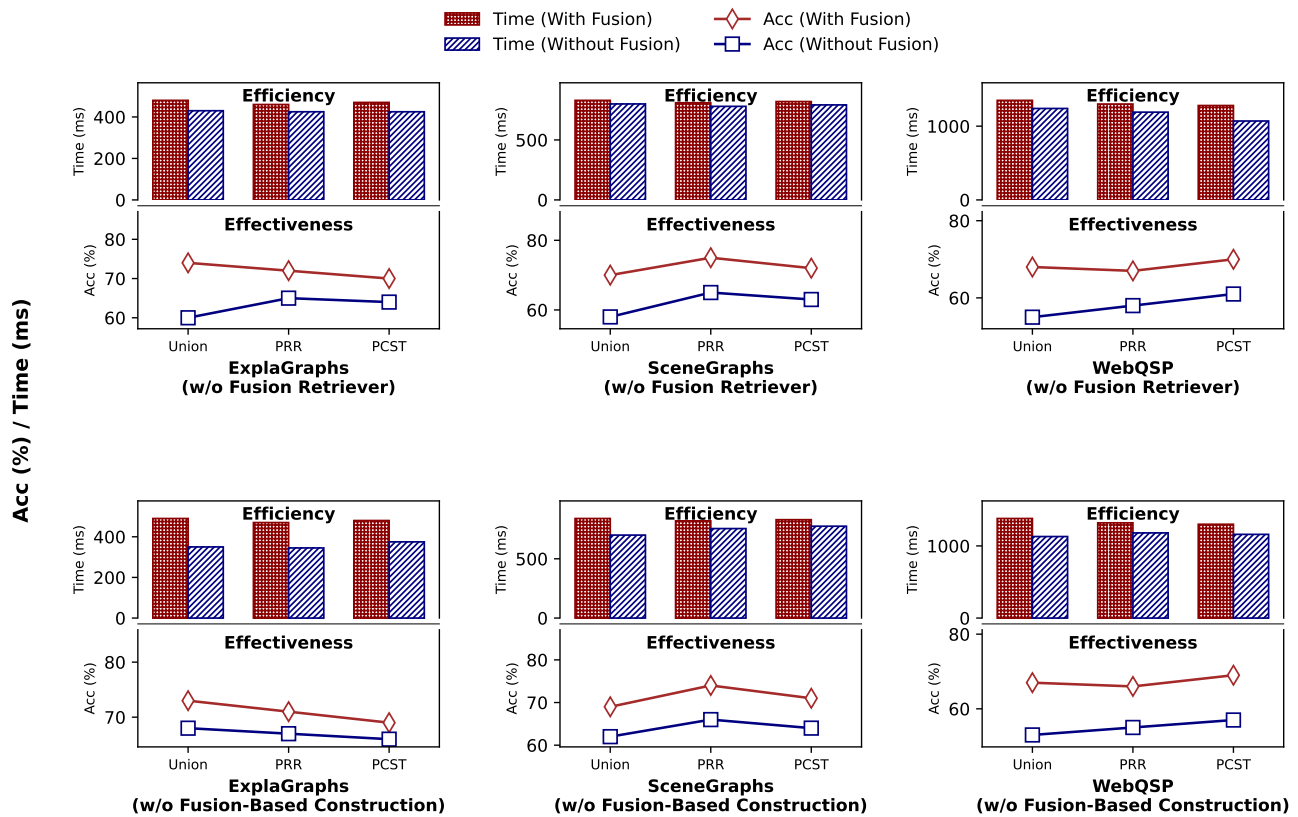 Time (With Fusion)
Time (Without Fusion)
Acc (With Fusion)
Acc (Without Fusion)
Acc (%) / Time (ms)
Efficiency
Time (ms)
400
200
0
Effectiveness
Acc (%)
80
70
60
Union PRR PCST
ExplaGraphs
(w/o Fusion Retriever)
Efficiency
Time (ms)
500
0
Effectiveness
Acc (%)
80
60
Union PRR PCST
SceneGraphs
(w/o Fusion Retriever)
Efficiency
Time (ms)
1000
0
Effectiveness
Acc (%)
80
60
Union PRR PCST
WebQSP
(w/o Fusion Retriever)
Efficiency
Time (ms)
400
200
0
Effectiveness
Acc (%)
80
70
Union PRR PCST
ExplaGraphs
(w/o Fusion-Based Construction)
Efficiency
Time (ms)
500
0
Effectiveness
Acc (%)
80
70
60
Union PRR PCST
SceneGraphs
(w/o Fusion-Based Construction)
Efficiency
Time (ms)
1000
0
Effectiveness
Acc (%)
80
60
Union PRR PCST
WebQSP
(w/o Fusion-Based Construction)